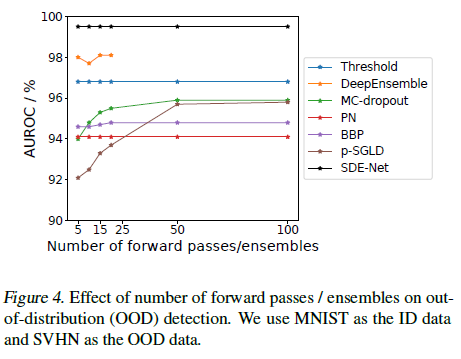 100
98
96
94
92
90
AUROC / %
5 15 25 50 100
Number of forward passes/ensembles
Threshold
DeepEnsemble
MC-dropout
PN
BBP
p-SGLD
SDE-Net
Figure 4. Effect of number of forward passes / ensembles on out-
of-distribution (OOD) detection. We use MNIST as the ID data
and SVHN as the OOD data.